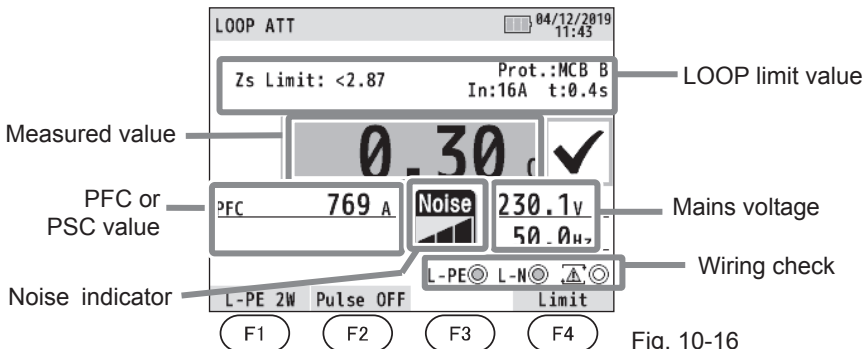 LOOP ATT
04/12/2019
11:43
Zs Limit: <2.87
Prot.:MCB B
In:16A t:0.4s
LOOP limit value
Measured value
0.30
PFC or
PSC value
PFC 769 A
Noise
230.1V
50.0Hz
Mains voltage
Wiring check
L-PE L-N
Noise indicator
L-PE 2W Pulse OFF Limit
F1 F2 F3 F4
Fig. 10-16